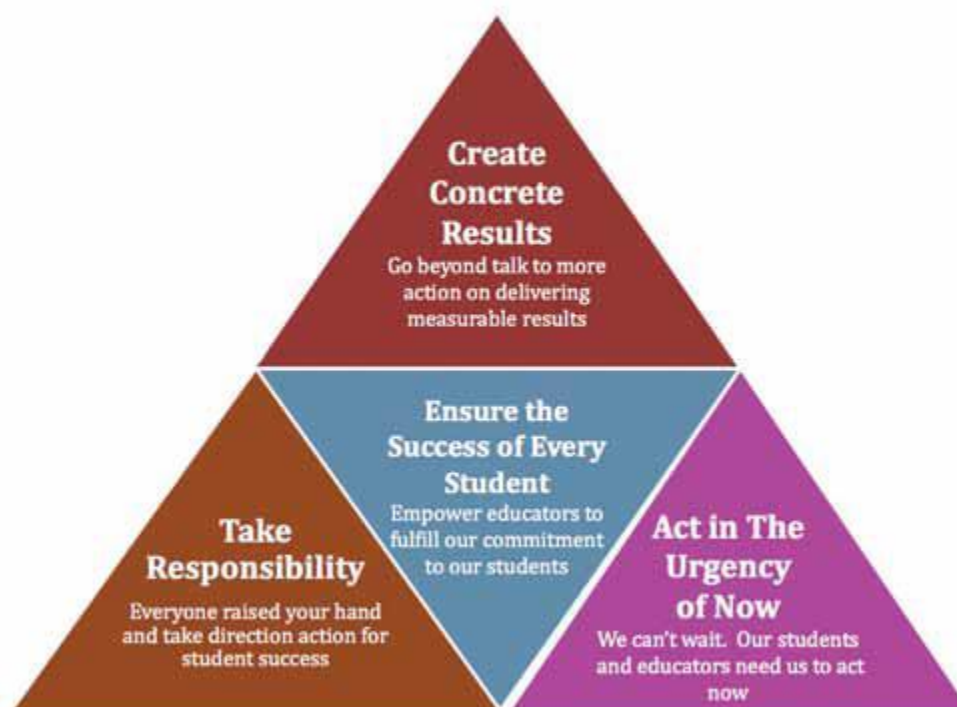 Create
Concrete
Results
Go beyond talk to more
action on delivering
measurable results
Ensure the
Success of Every
Student
Empower educators to
fulfill our commitment
to our students
Take
Responsibility
Everyone raised your hand
and take direction action for
student success
Act in The
Urgency
of Now
We can't wait. Our students
and educators need us to act
now